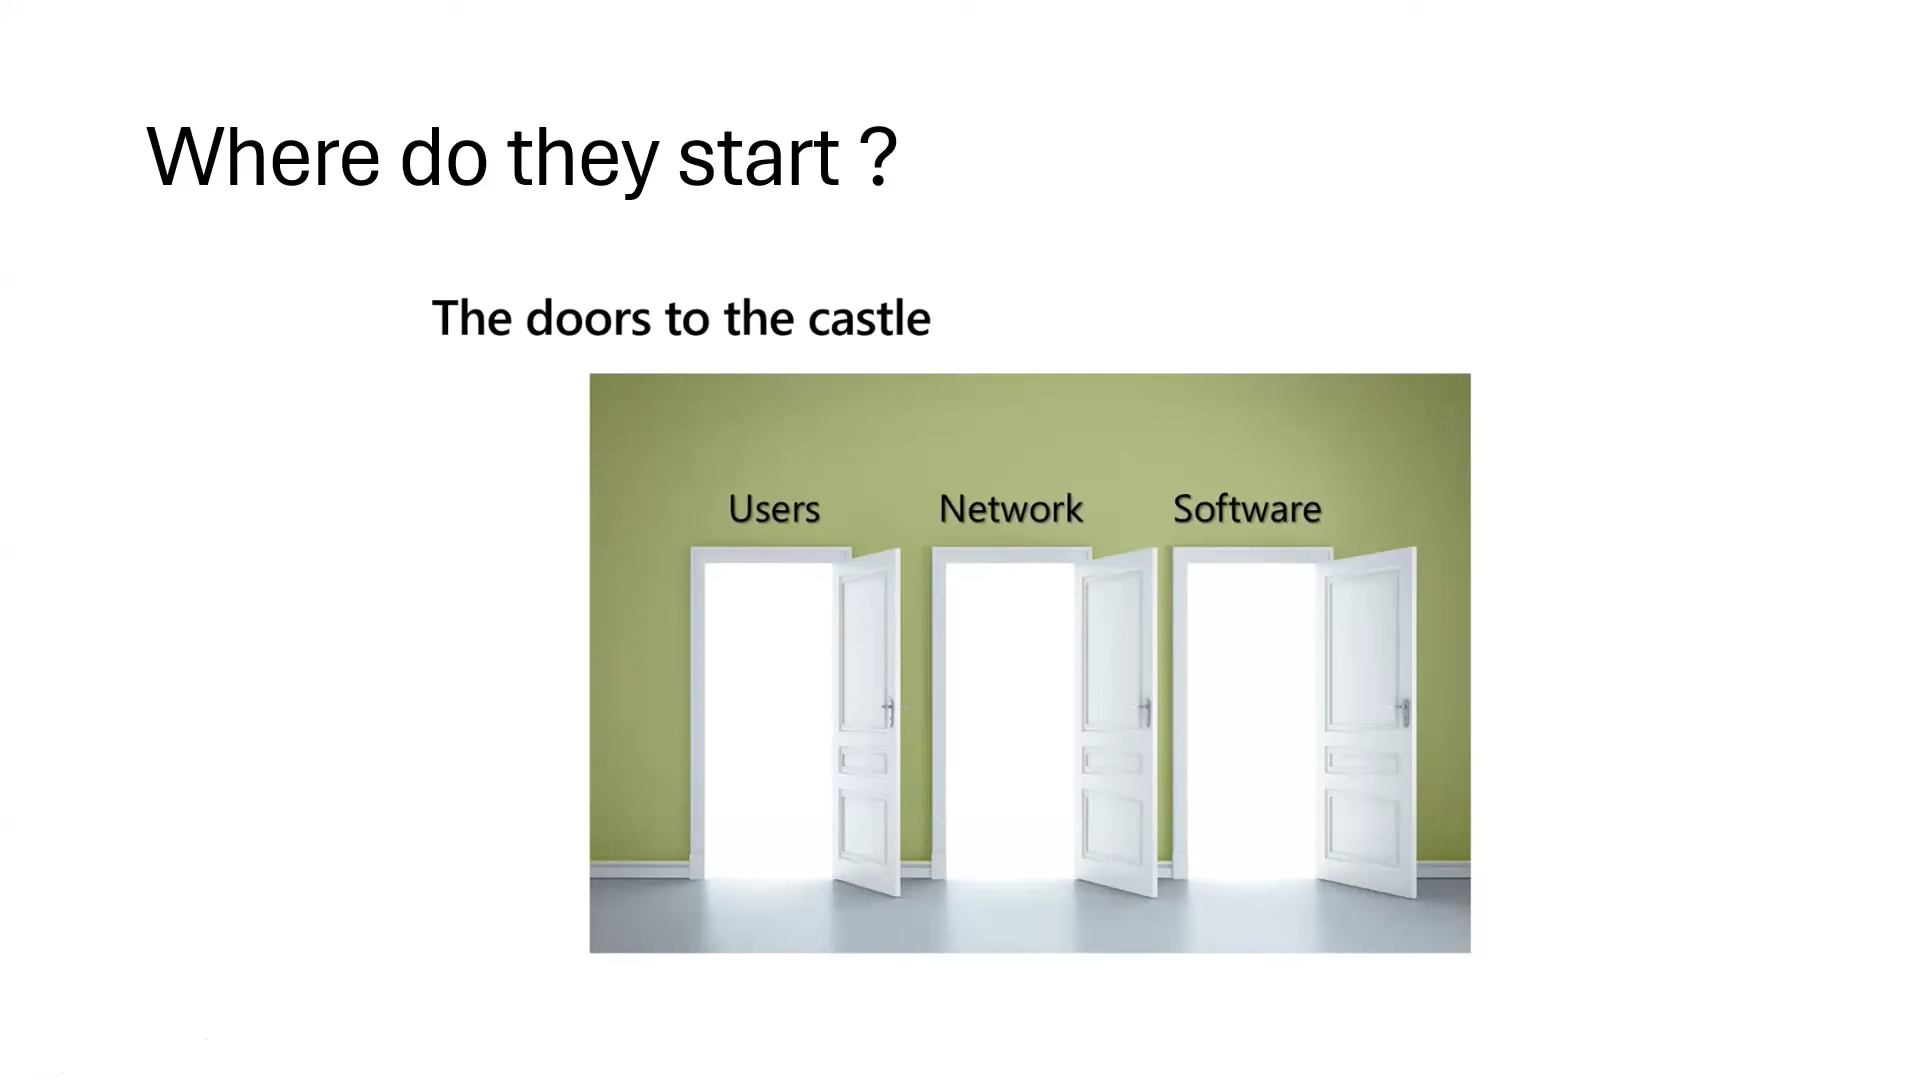 Where do they start ?
The doors to the castle
Users Network Software